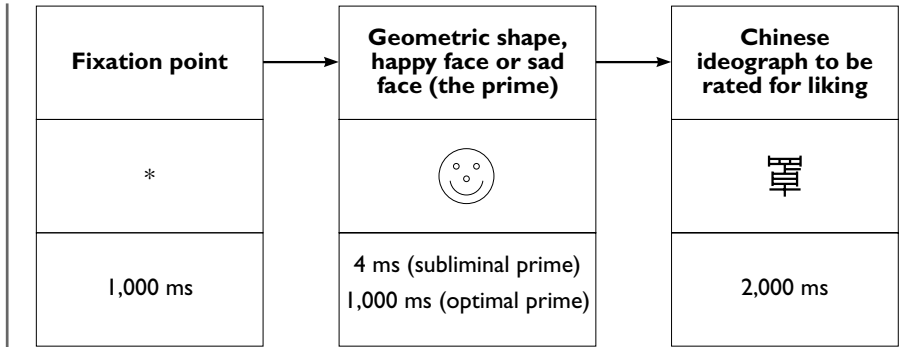 Fixation point
Geometric shape,
happy face or sad
face (the prime)
Chinese
ideograph to be
rated for liking
*
罩
1,000 ms
4 ms (subliminal prime)
1,000 ms (optimal prime)
2,000 ms